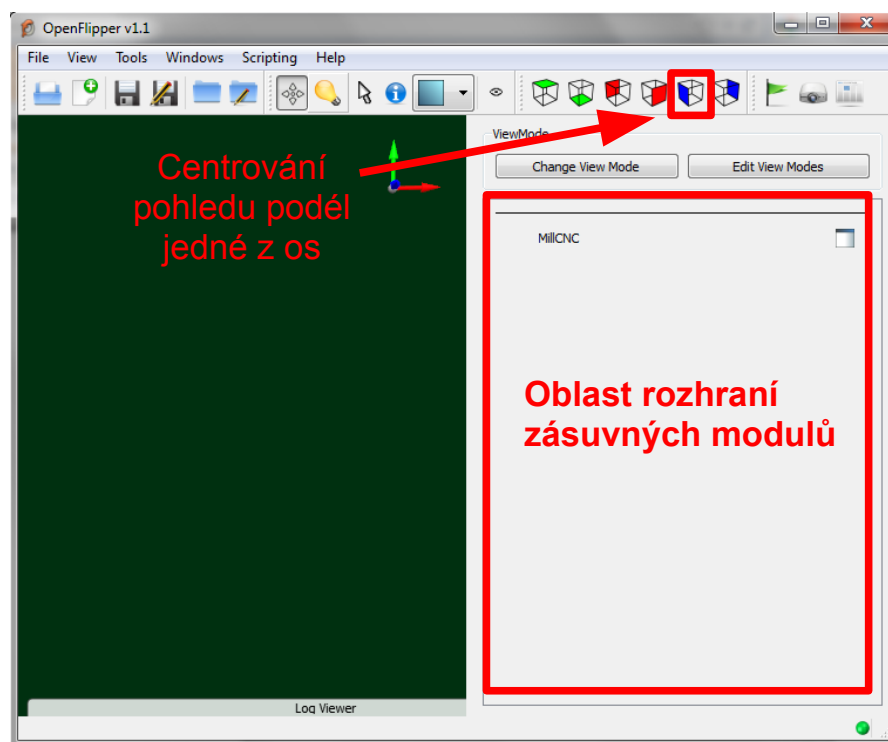 OpenFlipper v1.1
File View Tools Windows Scripting Help
ViewMode
Change View Mode Edit View Modes
Centrování
pohledu podél
jedné z os
MillCNC
Oblast rozhraní
zásuvných modulů
Log Viewer